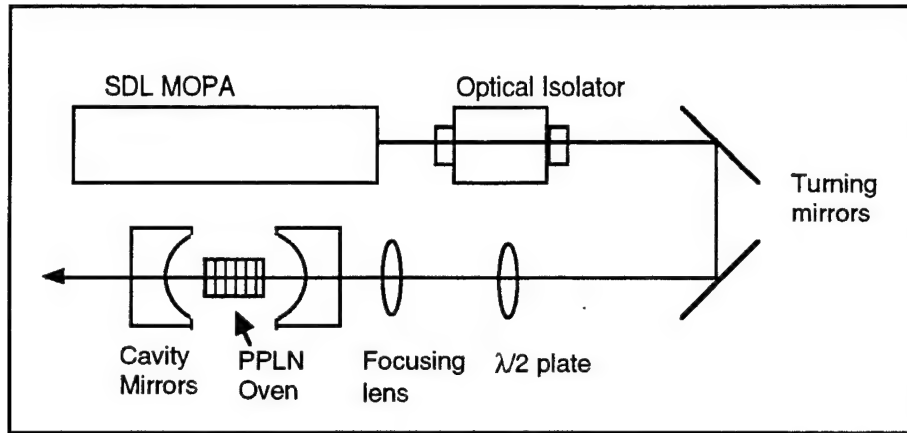 SDL MOPA
Optical Isolator
Turning
mirrors
Cavity
Mirrors
PPLN
Oven
Focusing
lens
λ/2 plate